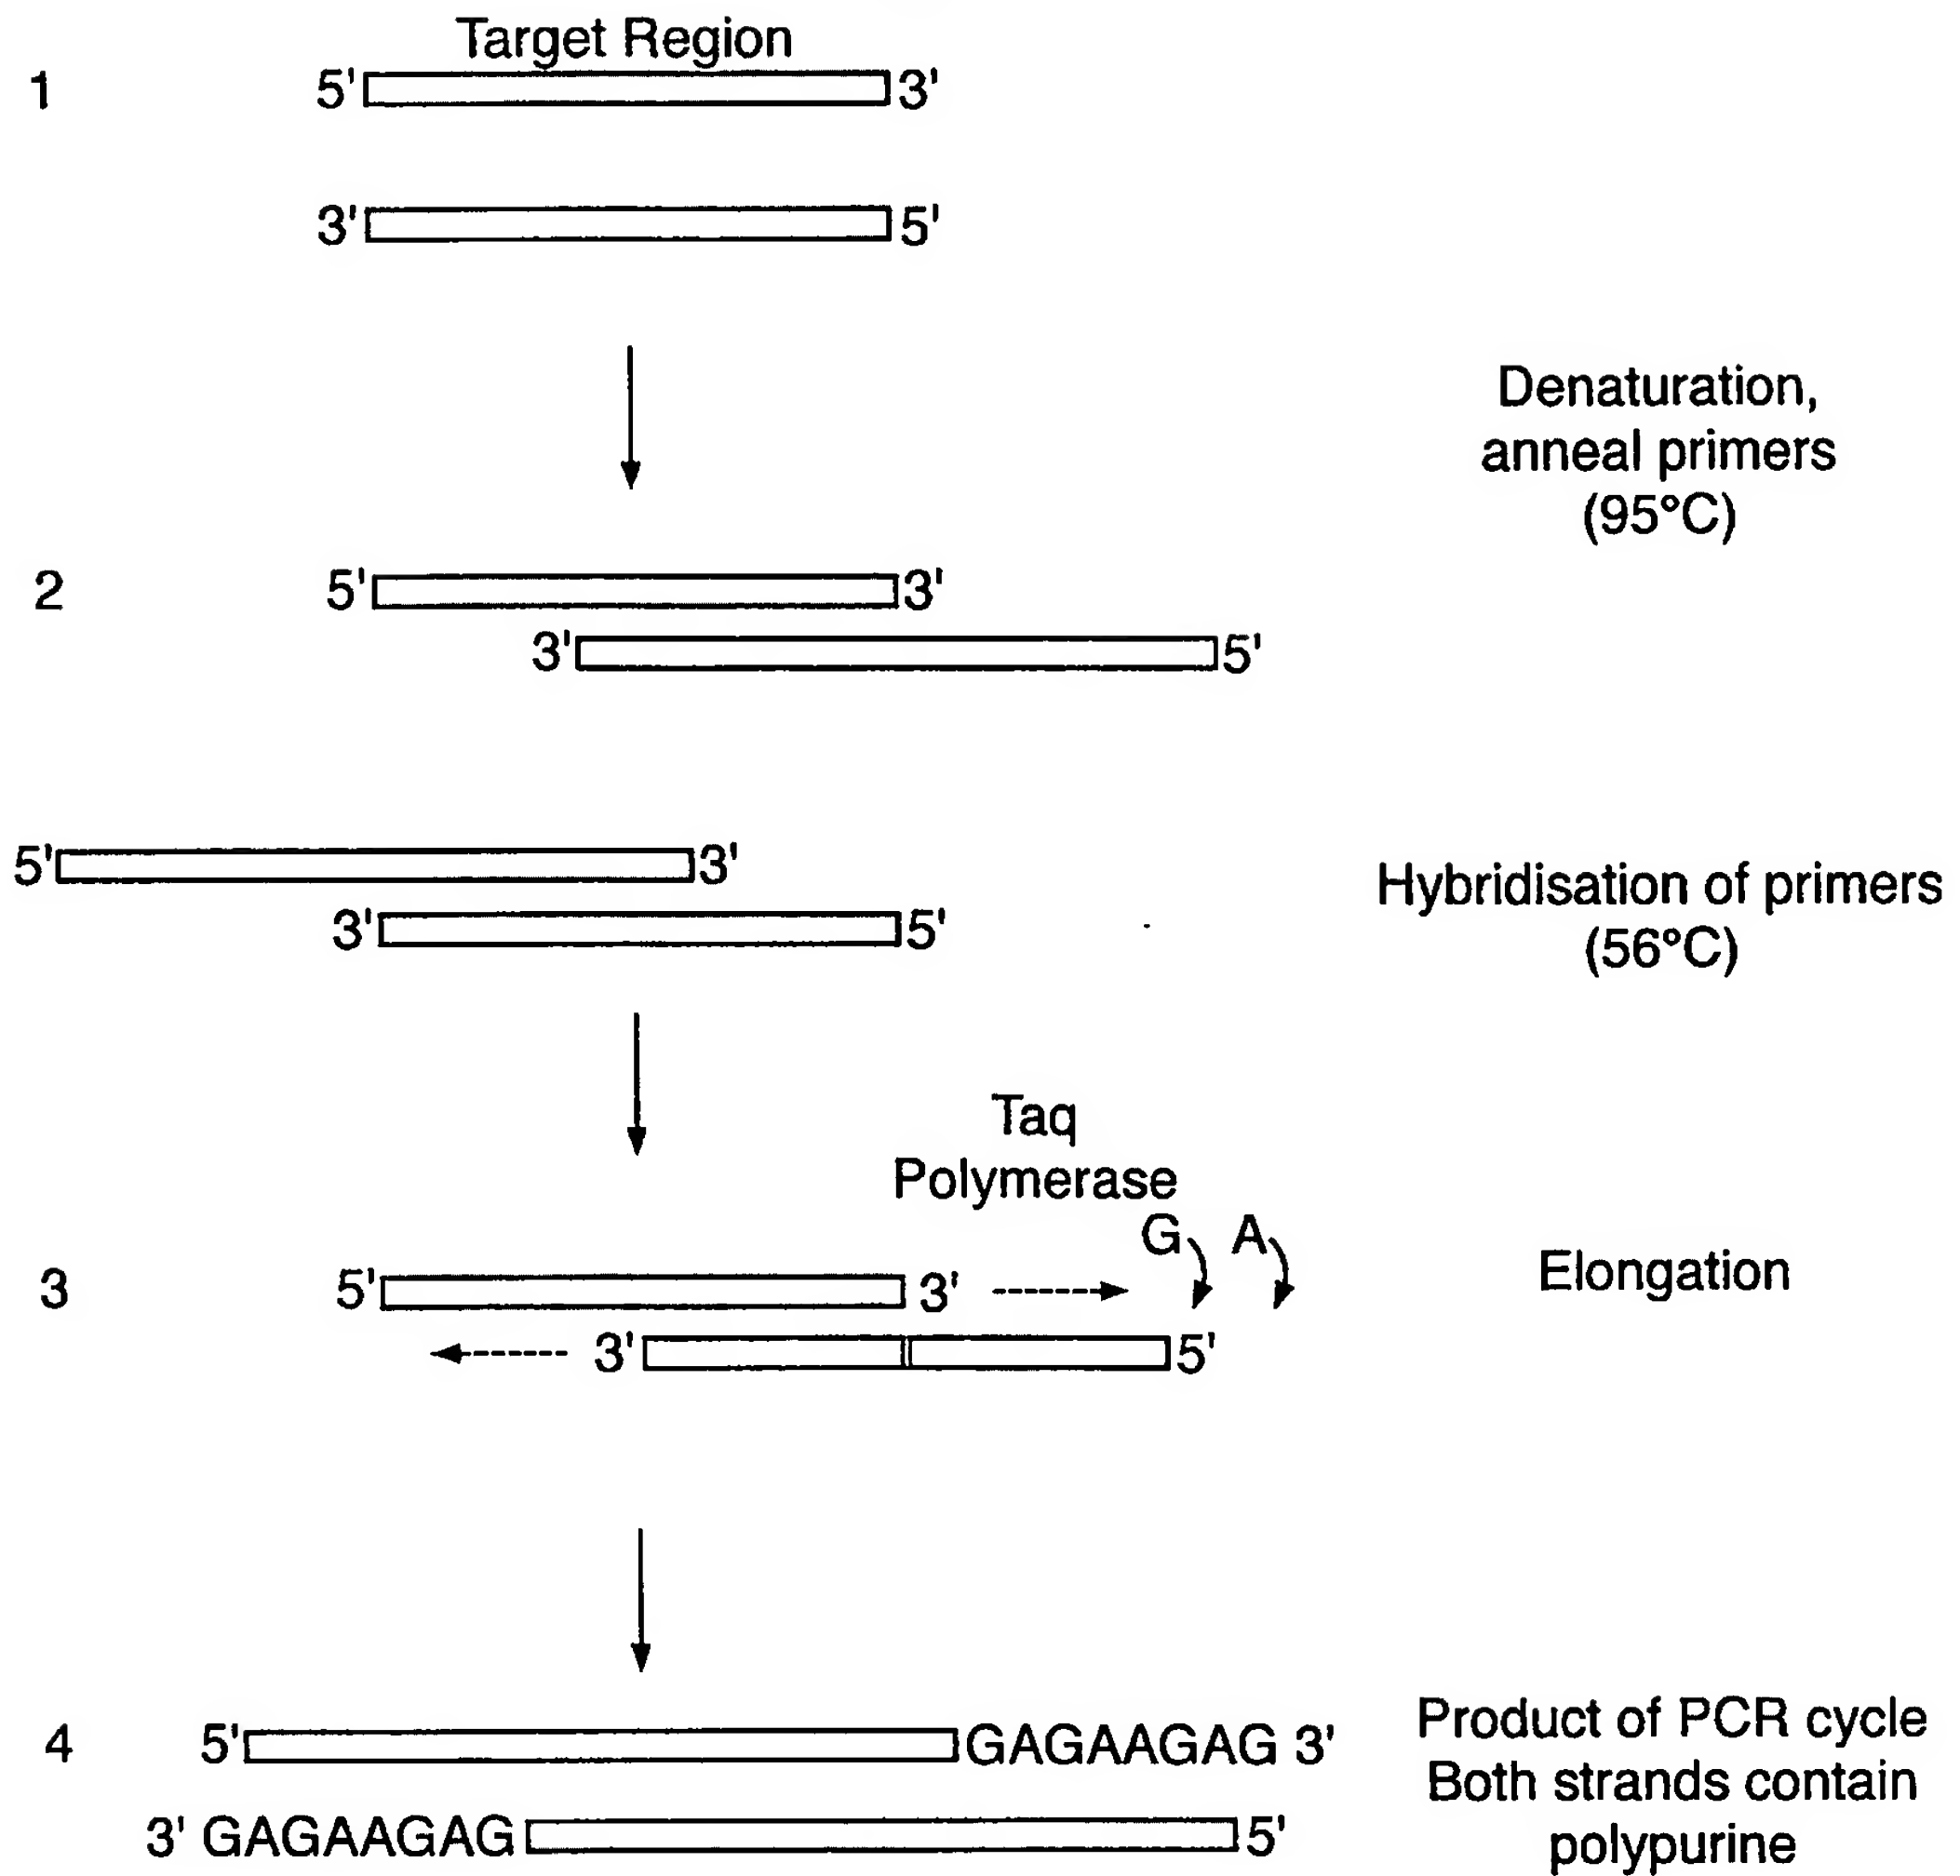 Target Region
1
5' 3'
3' 5'
Denaturation,
anneal primers
(95°C)
2
5' 3'
3' 5'
5' 3'
3' 5'
Hybridisation of primers
(56°C)
Taq
Polymerase
G A
3
5' 3'
3' 5'
Elongation
4
5' GAGAAGAG 3'
3' GAGAAGAG 5'
Product of PCR cycle
Both strands contain
polypurine